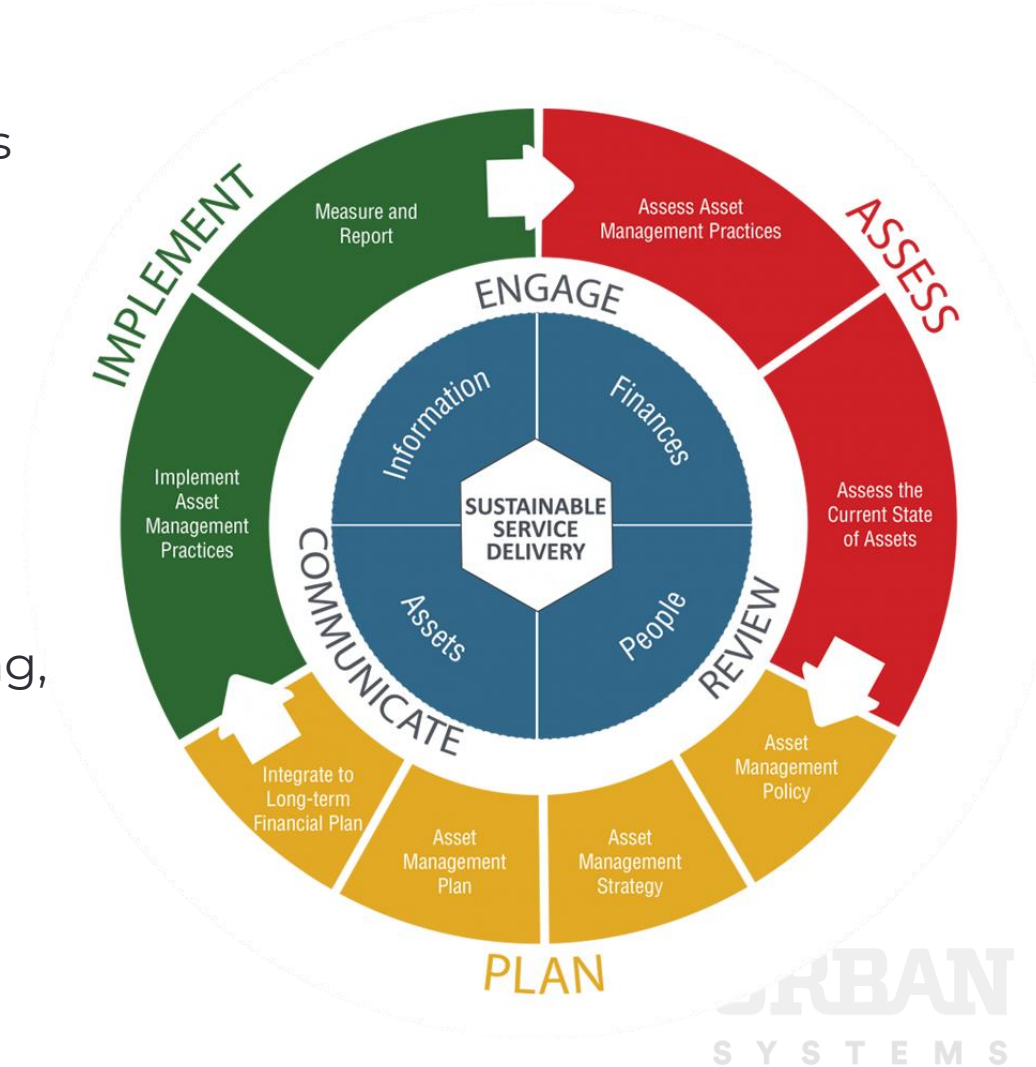 s
g,
IMPLEMENT
ASSESS
PLAN
Measure and
Report
Assess Asset
Management Practices
Assess the
Current State
of Assets
Asset
Management
Policy
Asset
Management
Strategy
Asset
Management
Plan
Integrate to
Long-term
Financial Plan
Implement
Asset
Management
Practices
ENGAGE
REVIEW
COMMUNICATE
Information
Finances
Assets
People
SUSTAINABLE
SERVICE
DELIVERY
URBAN
SYSTEMS